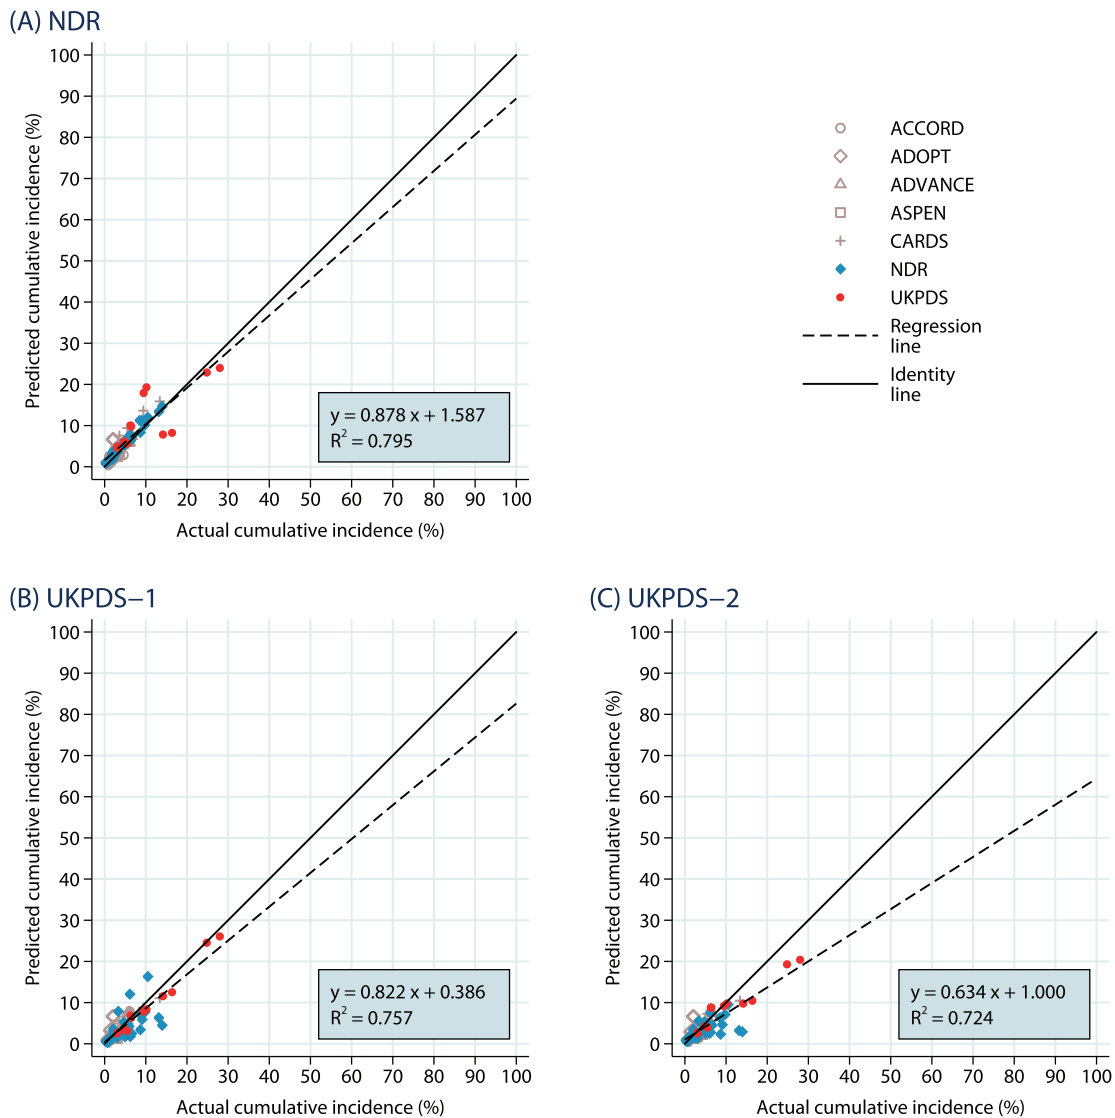 (A) NDR
100
90
80
70
60
50
40
30
20
10
0
Predicted cumulative incidence (%)
0 10 20 30 40 50 60 70 80 90 100
Actual cumulative incidence (%)
y = 0.878 x + 1.587
R² = 0.795
ACCORD
ADOPT
ADVANCE
ASPEN
CARDS
NDR
UKPDS
Regression
line
Identity
line
(B) UKPDS−1
100
90
80
70
60
50
40
30
20
10
0
Predicted cumulative incidence (%)
0 10 20 30 40 50 60 70 80 90 100
Actual cumulative incidence (%)
y = 0.822 x + 0.386
R² = 0.757
(C) UKPDS−2
100
90
80
70
60
50
40
30
20
10
0
Predicted cumulative incidence (%)
0 10 20 30 40 50 60 70 80 90 100
Actual cumulative incidence (%)
y = 0.634 x + 1.000
R² = 0.724